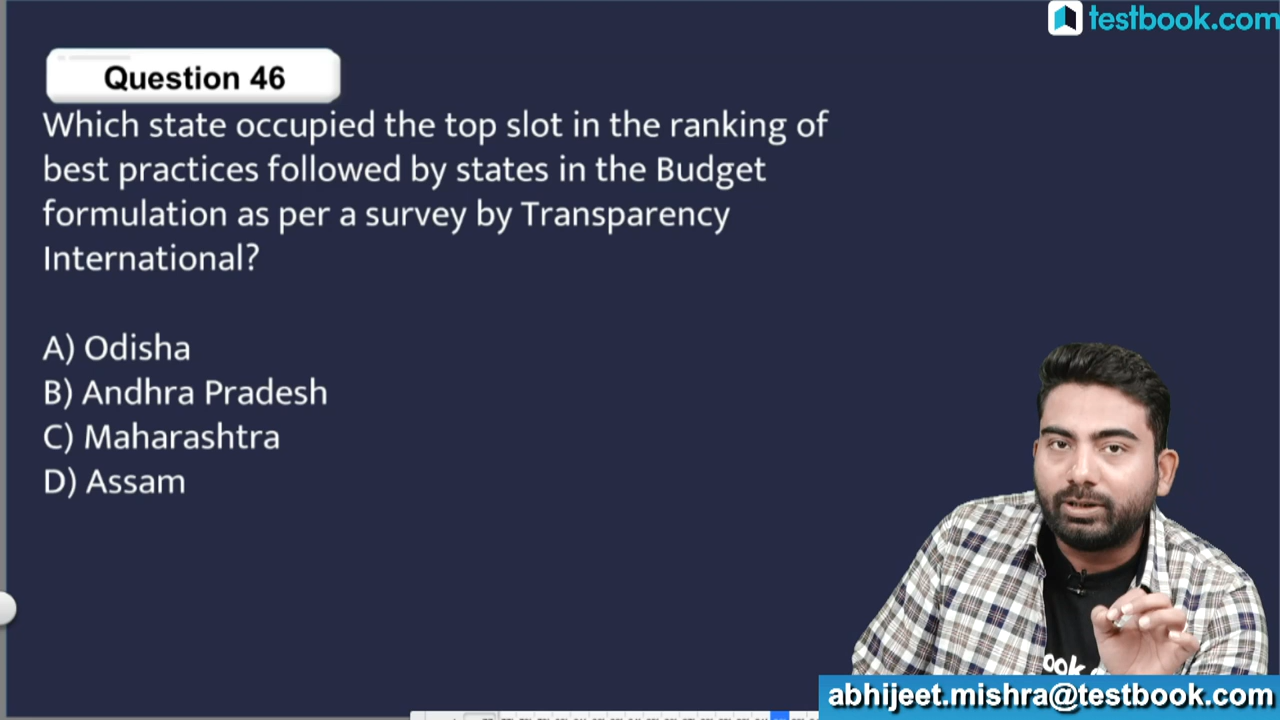 testbook.com
Question 46
Which state occupied the top slot in the ranking of
best practices followed by states in the Budget
formulation as per a survey by Transparency
International?
A) Odisha
B) Andhra Pradesh
C) Maharashtra
D) Assam
abhijeet.mishra@testbook.com